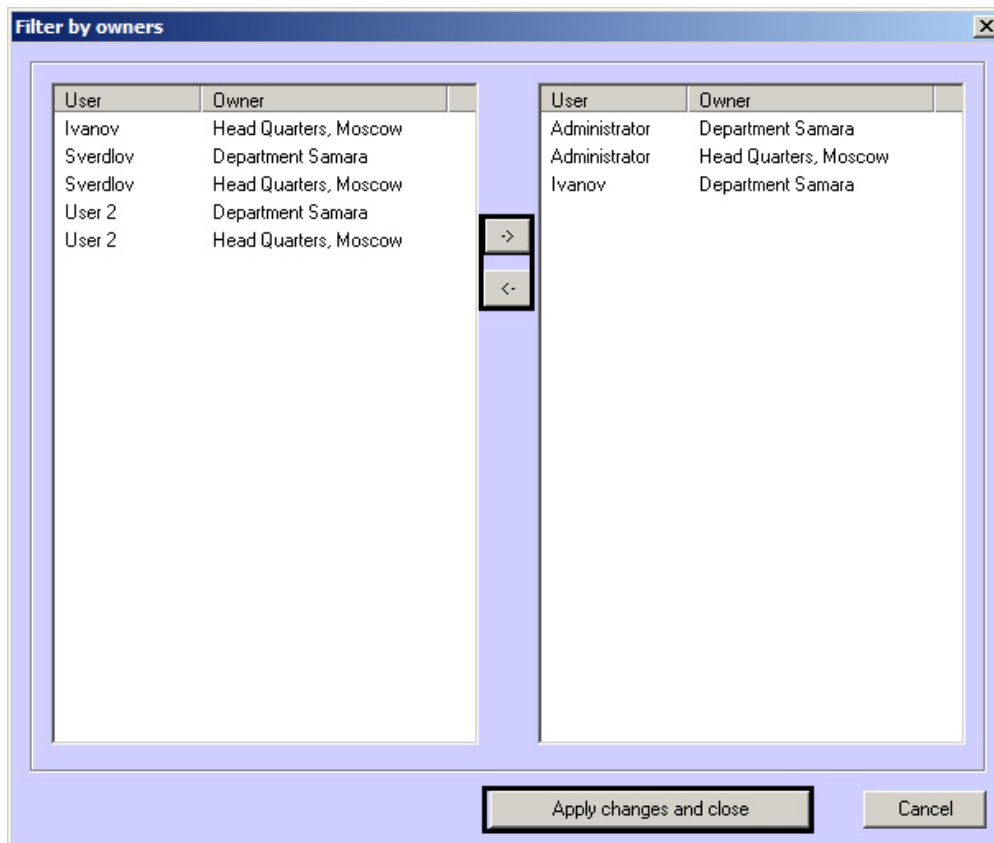 Filter by owners
User Owner
Ivanov Head Quarters, Moscow
Sverdlov Department Samara
Sverdlov Head Quarters, Moscow
User 2 Department Samara
User 2 Head Quarters, Moscow
->
<-
User Owner
Administrator Department Samara
Administrator Head Quarters, Moscow
Ivanov Department Samara
Apply changes and close Cancel